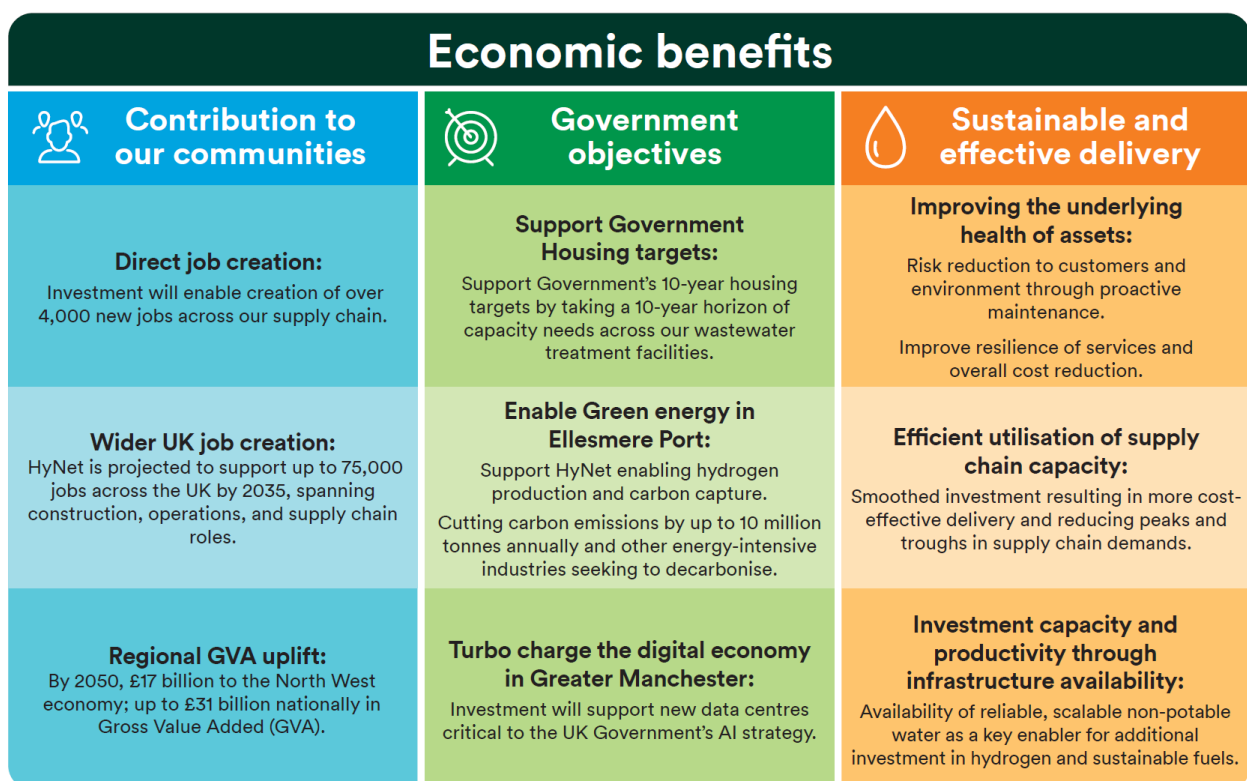 Economic benefits
Contribution to
our communities
Direct job creation:
Investment will enable creation of over
4,000 new jobs across our supply chain.
Wider UK job creation:
HyNet is projected to support up to 75,000
jobs across the UK by 2035, spanning
construction, operations, and supply chain
roles.
Regional GVA uplift:
By 2050, £17 billion to the North West
economy; up to £31 billion nationally in
Gross Value Added (GVA).
Government
objectives
Support Government
Housing targets:
Support Government’s 10-year housing
targets by taking a 10-year horizon of
capacity needs across our wastewater
treatment facilities.
Enable Green energy in
Ellesmere Port:
Support HyNet enabling hydrogen
production and carbon capture.
Cutting carbon emissions by up to 10 million
tonnes annually and other energy-intensive
industries seeking to decarbonise.
Turbo charge the digital economy
in Greater Manchester:
Investment will support new data centres
critical to the UK Government’s AI strategy.
Sustainable and
effective delivery
Improving the underlying
health of assets:
Risk reduction to customers and
environment through proactive
maintenance.
Improve resilience of services and
overall cost reduction.
Efficient utilisation of supply
chain capacity:
Smoothed investment resulting in more cost-
effective delivery and reducing peaks and
troughs in supply chain demands.
Investment capacity and
productivity through
infrastructure availability:
Availability of reliable, scalable non-potable
water as a key enabler for additional
investment in hydrogen and sustainable fuels.